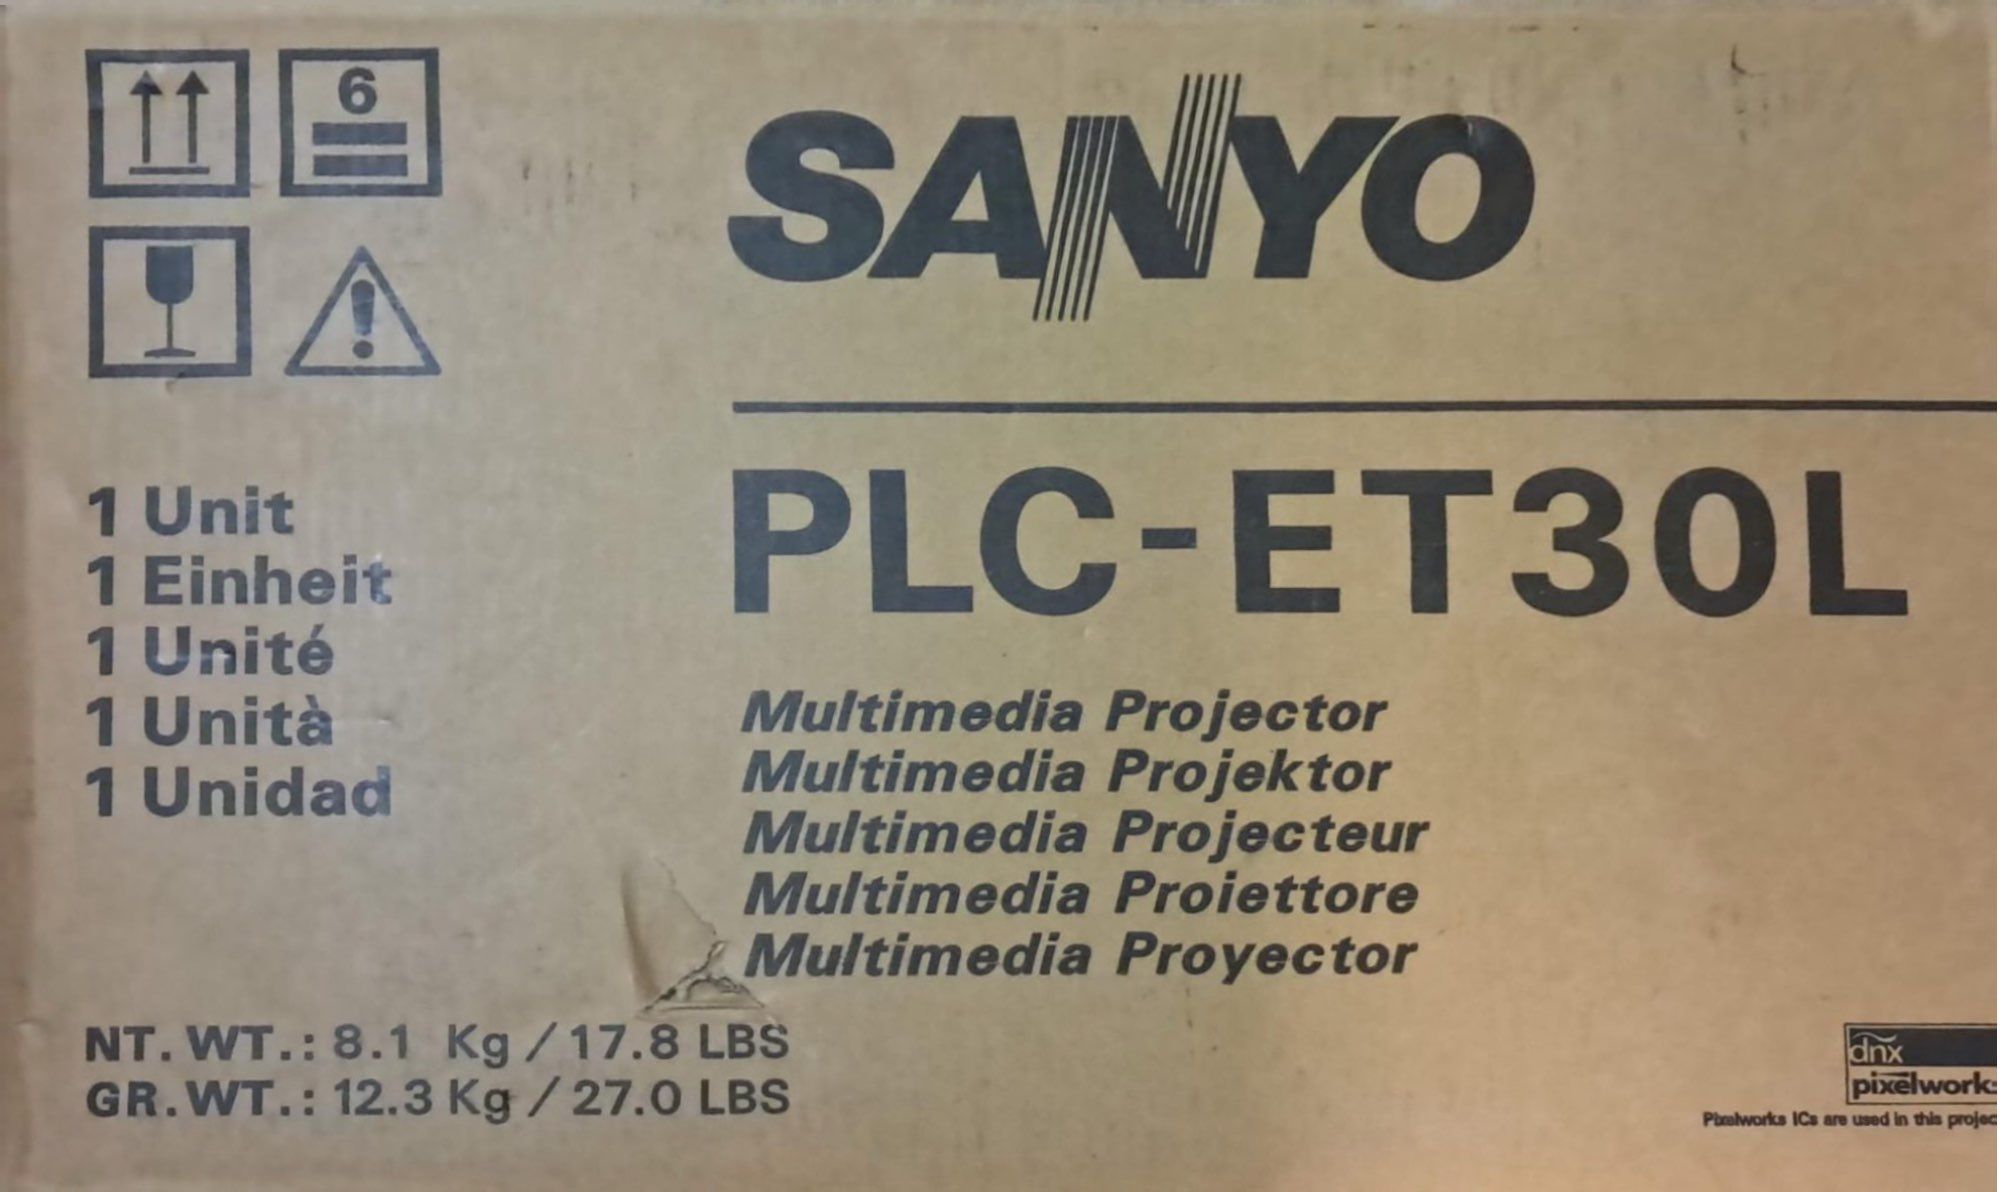 6
SANYO
PLC-ET30L
1 Unit
1 Einheit
1 Unité
1 Unità
1 Unidad
Multimedia Projector
Multimedia Projektor
Multimedia Projecteur
Multimedia Proiettore
Multimedia Proyector
NT. WT.: 8.1 Kg / 17.8 LBS
GR. WT.: 12.3 Kg / 27.0 LBS
dnx
pixelworks
Pixelworks ICs are used in this projec